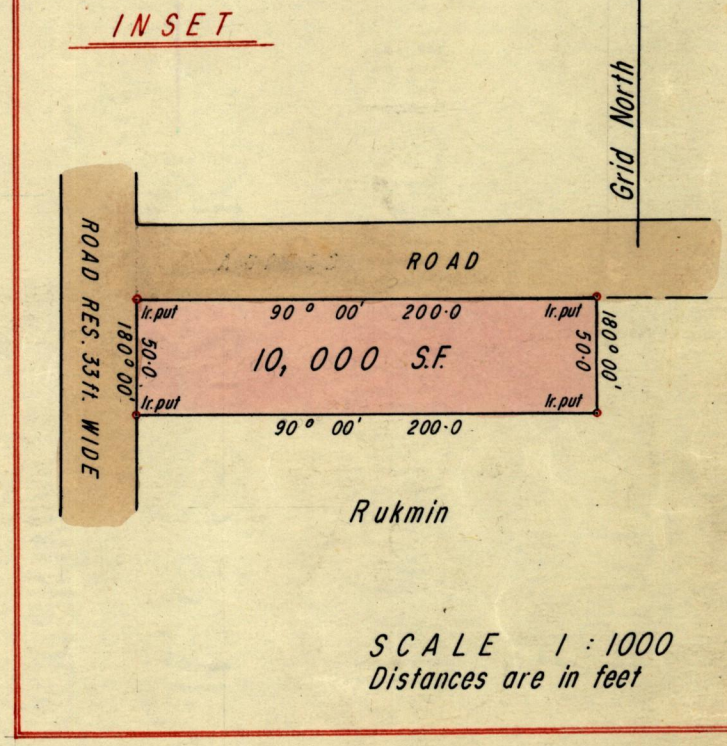 INSET
Grid North
ROAD
ROAD RES. 33ft. WIDE
Ir.put 90° 00' 200·0 Ir.put
180° 00'
50·0
10,000 S.F.
50·0
180° 00'
Ir.put Ir.put
90° 00' 200·0
Rukmin
SCALE 1 : 1000
Distances are in feet